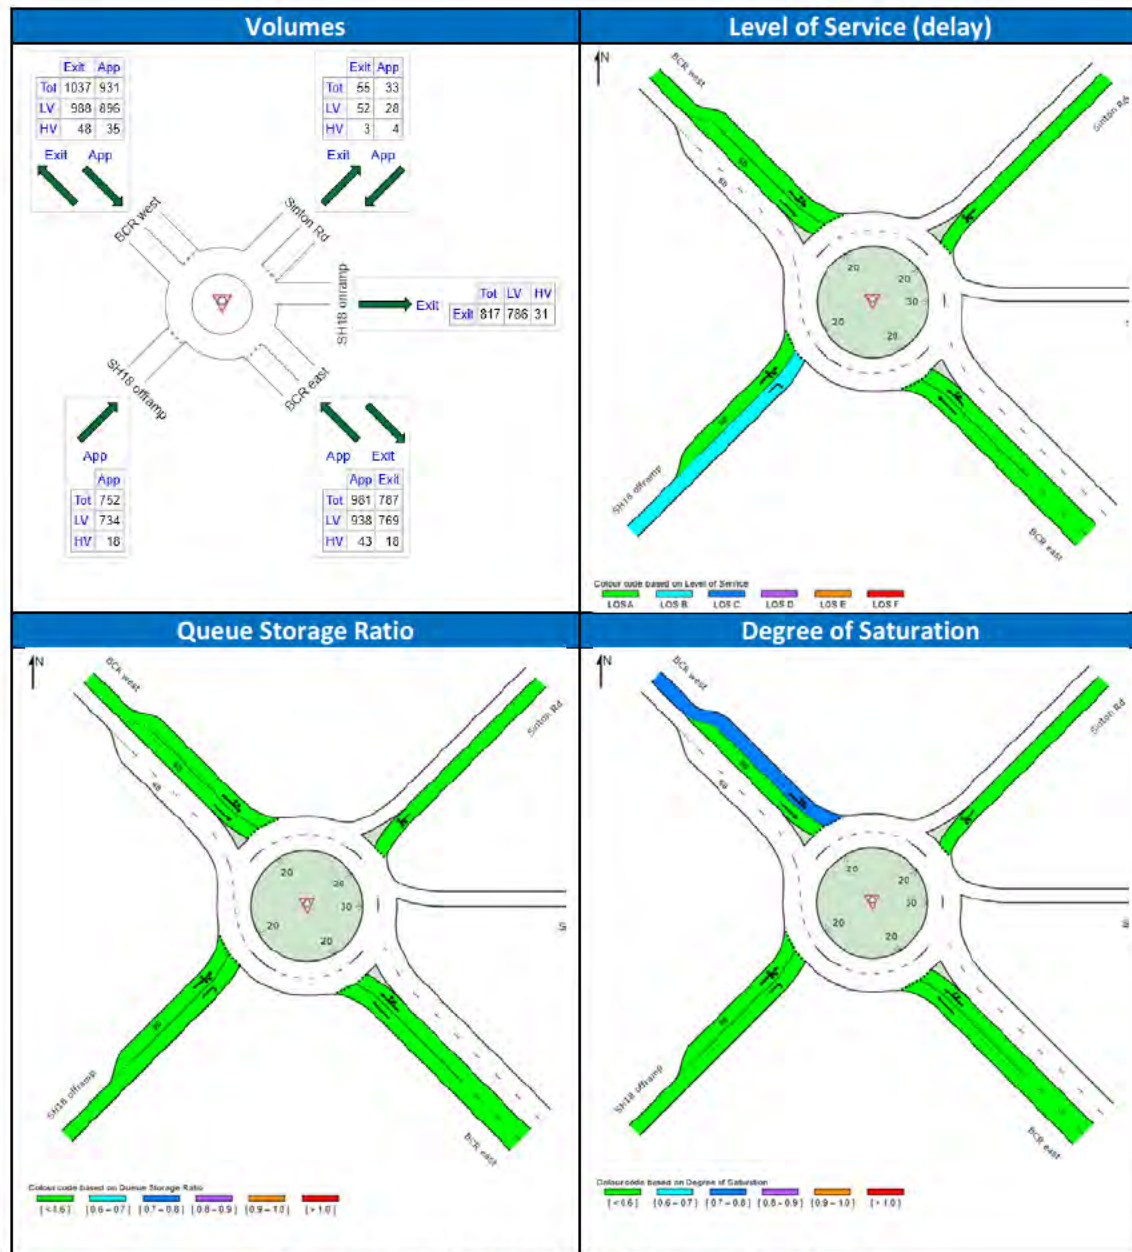 Volumes
Exit App
Tot 1037 931
LV 988 896
HV 48 35
Exit App
Exit App
Tot 55 33
LV 52 28
HV 3 4
Exit App
BCR west
Sinton Rd
SH18 onramp
Exit
Tot LV HV
Exit 817 786 31
SH18 offramp
BCR east
App
App
Tot 752
LV 734
HV 18
App Exit
App Exit
Tot 981 787
LV 938 769
HV 43 18
Level of Service (delay)
N
BCR west
Sinton Rd
60
60
20
20
30
20
20
SH18 offramp
BCR east
Colour code based on Level of Service
LOS A LOS B LOS C LOS D LOS E LOS F
Queue Storage Ratio
N
BCR west
Sinton Rd
60
20
20
30
20
20
SH18 offramp
BCR east
Colour code based on Queue Storage Ratio
[ < 0.6 ] [ 0.6 – 0.7 ] [ 0.7 – 0.8 ] [ 0.8 – 0.9 ] [ 0.9 – 1.0 ] [ > 1.0 ]
Degree of Saturation
N
BCR west
Sinton Rd
60
20
20
30
20
20
SH18 offramp
BCR east
Colour code based on Degree of Saturation
[ < 0.6 ] [ 0.6 – 0.7 ] [ 0.7 – 0.8 ] [ 0.8 – 0.9 ] [ 0.9 – 1.0 ] [ > 1.0 ]